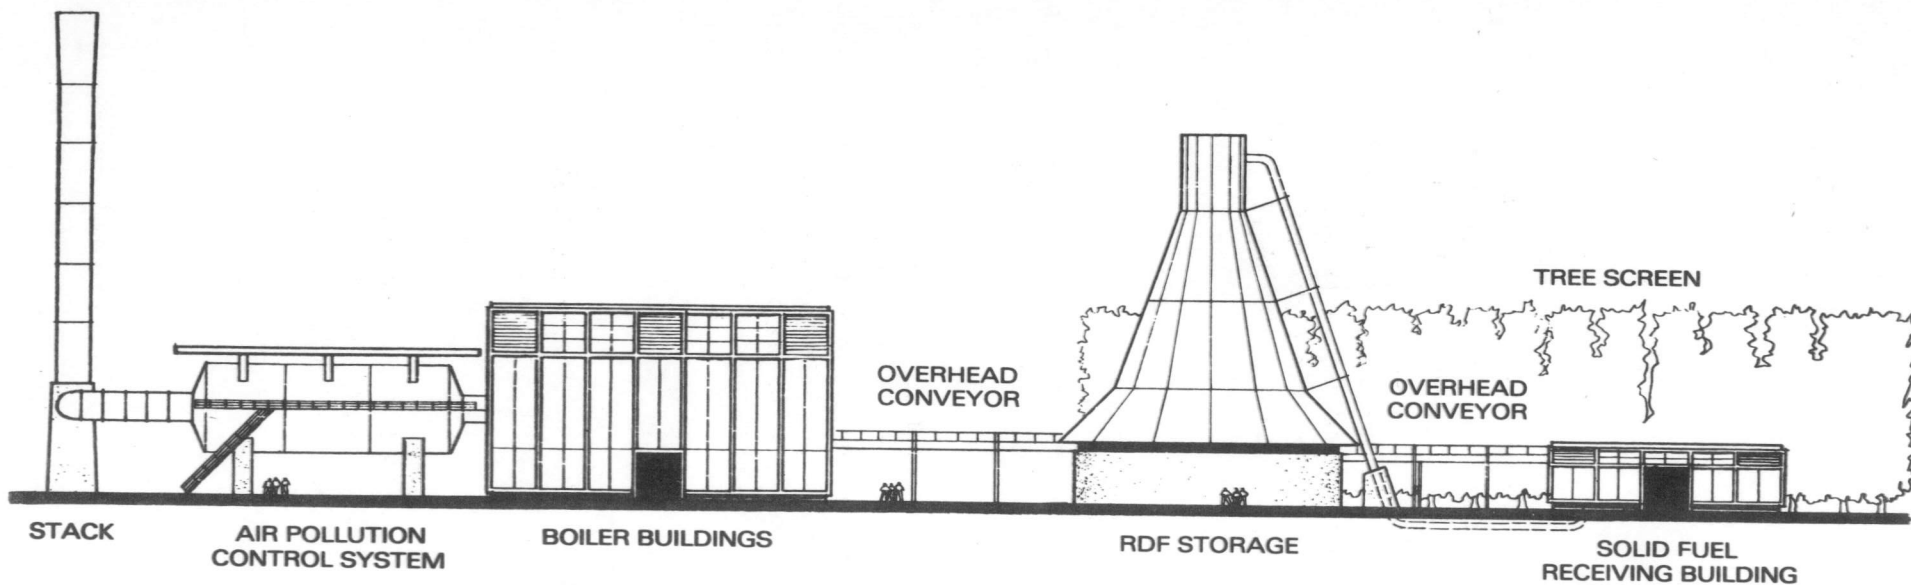 TREE SCREEN
OVERHEAD
CONVEYOR
OVERHEAD
CONVEYOR
STACK
AIR POLLUTION
CONTROL SYSTEM
BOILER BUILDINGS
RDF STORAGE
SOLID FUEL
RECEIVING BUILDING